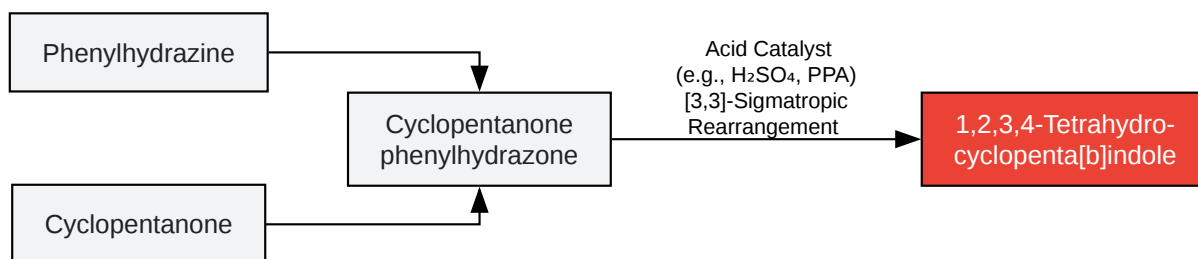 Phenylhydrazine
Cyclopentanone
Cyclopentanone
phenylhydrazone
Acid Catalyst
(e.g., H₂SO₄, PPA)
[3,3]-Sigmatropic
Rearrangement
1,2,3,4-Tetrahydro-
cyclopenta[b]indole